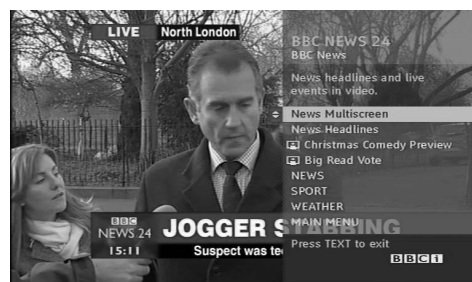 LIVE North London
BBC NEWS 24
BBC News
News headlines and live
events in video.
News Multiscreen
News Headlines
Christmas Comedy Preview
Big Read Vote
NEWS
SPORT
WEATHER
MAIN MENU
Press TEXT to exit
BBCi
BBC
NEWS 24
15:11
JOGGER STABBING
Suspect was